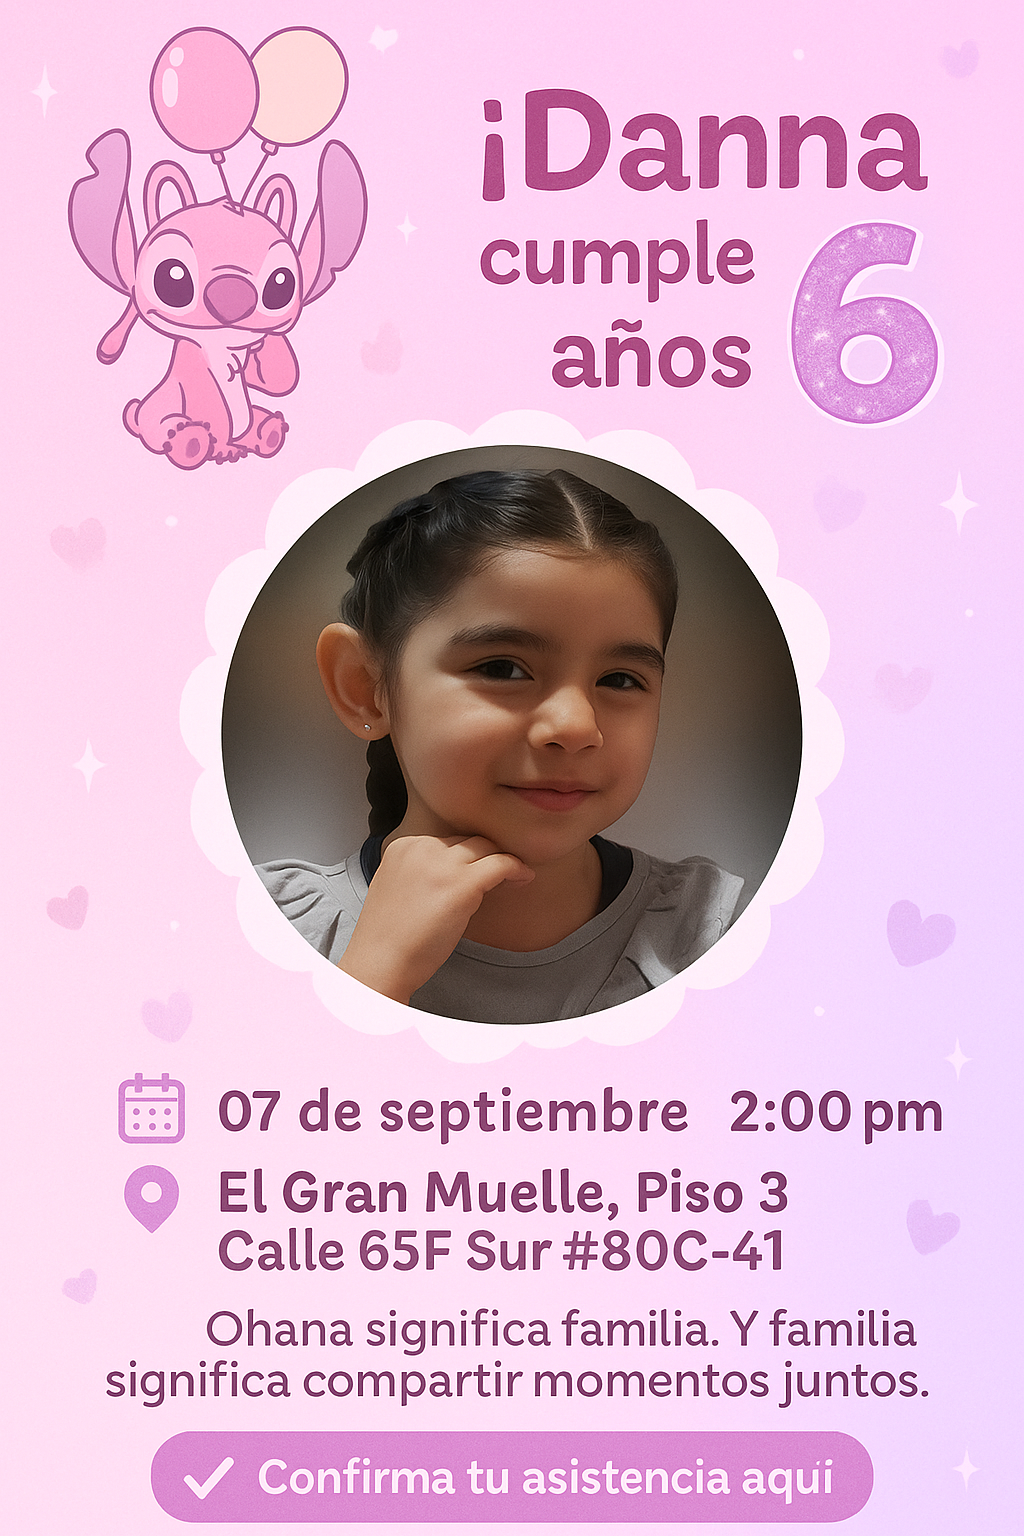 ¡Danna
cumple
años 6
07 de septiembre 2:00 pm
El Gran Muelle, Piso 3
Calle 65F Sur #80C-41
Ohana significa familia. Y familia
significa compartir momentos juntos.
Confirma tu asistencia aquí